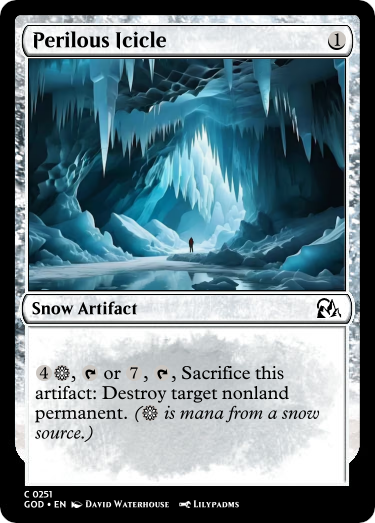 Perilous Icicle 1
Snow Artifact
4 , or 7 , , Sacrifice this
artifact: Destroy target nonland
permanent. ( is mana from a snow
source.)
C 0251
GOD • EN DAVID WATERHOUSE LILYPADMS